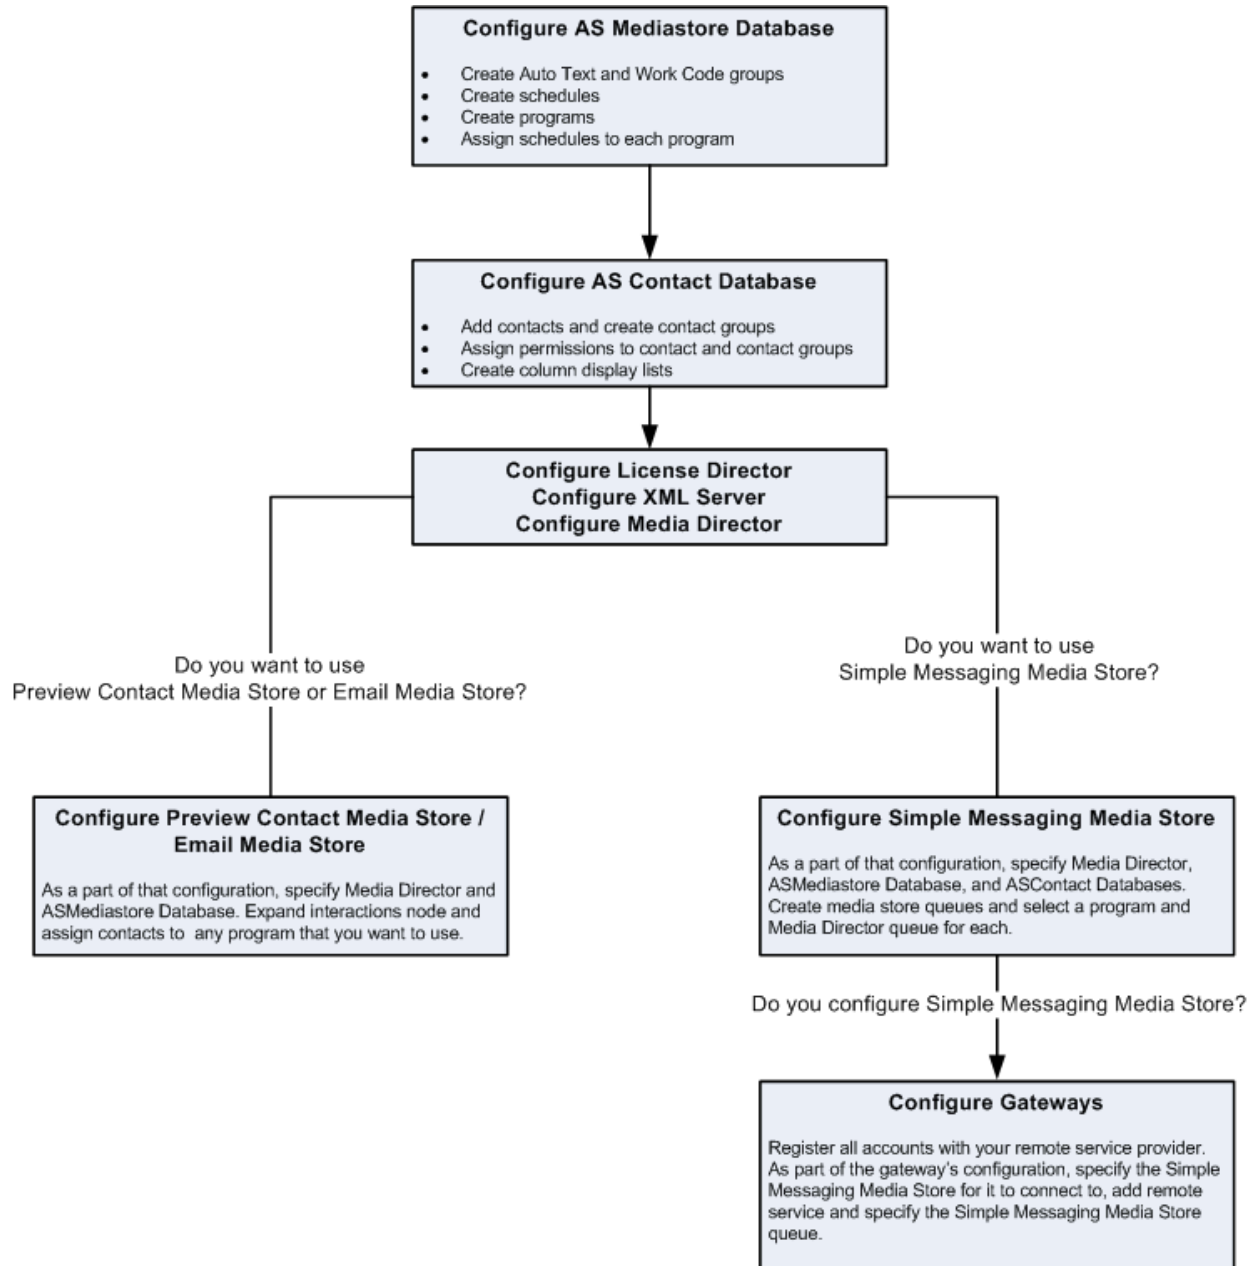 Configure AS Mediastore Database
• Create Auto Text and Work Code groups
• Create schedules
• Create programs
• Assign schedules to each program
Configure AS Contact Database
• Add contacts and create contact groups
• Assign permissions to contact and contact groups
• Create column display lists
Configure License Director
Configure XML Server
Configure Media Director
Do you want to use
Preview Contact Media Store or Email Media Store?
Do you want to use
Simple Messaging Media Store?
Configure Preview Contact Media Store /
Email Media Store
As a part of that configuration, specify Media Director and
ASMediastore Database. Expand interactions node and
assign contacts to any program that you want to use.
Configure Simple Messaging Media Store
As a part of that configuration, specify Media Director,
ASMediastore Database, and ASContact Databases.
Create media store queues and select a program and
Media Director queue for each.
Do you configure Simple Messaging Media Store?
Configure Gateways
Register all accounts with your remote service provider.
As part of the gateway's configuration, specify the Simple
Messaging Media Store for it to connect to, add remote
service and specify the Simple Messaging Media Store
queue.